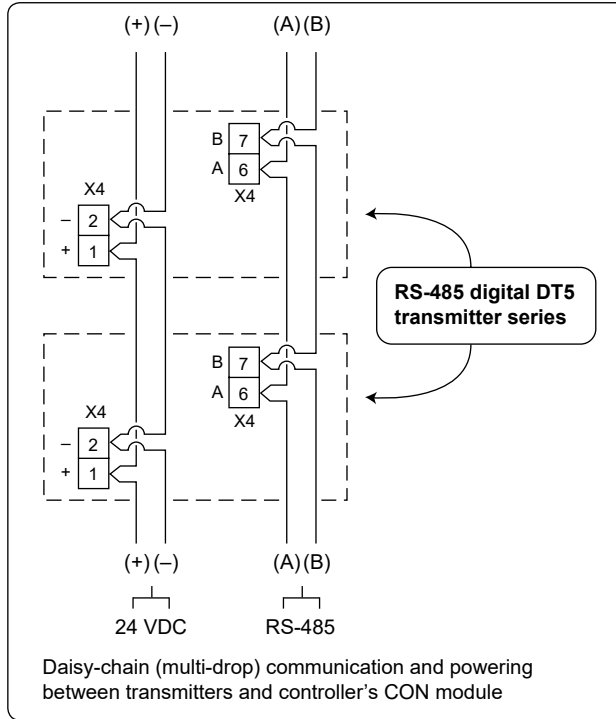 (+) (–) (A) (B)
B 7
A 6
X4
X4
– 2
+ 1
RS-485 digital DT5
transmitter series
B 7
A 6
X4
X4
– 2
+ 1
(+) (–) (A) (B)
24 VDC RS-485
Daisy-chain (multi-drop) communication and powering
between transmitters and controller’s CON module